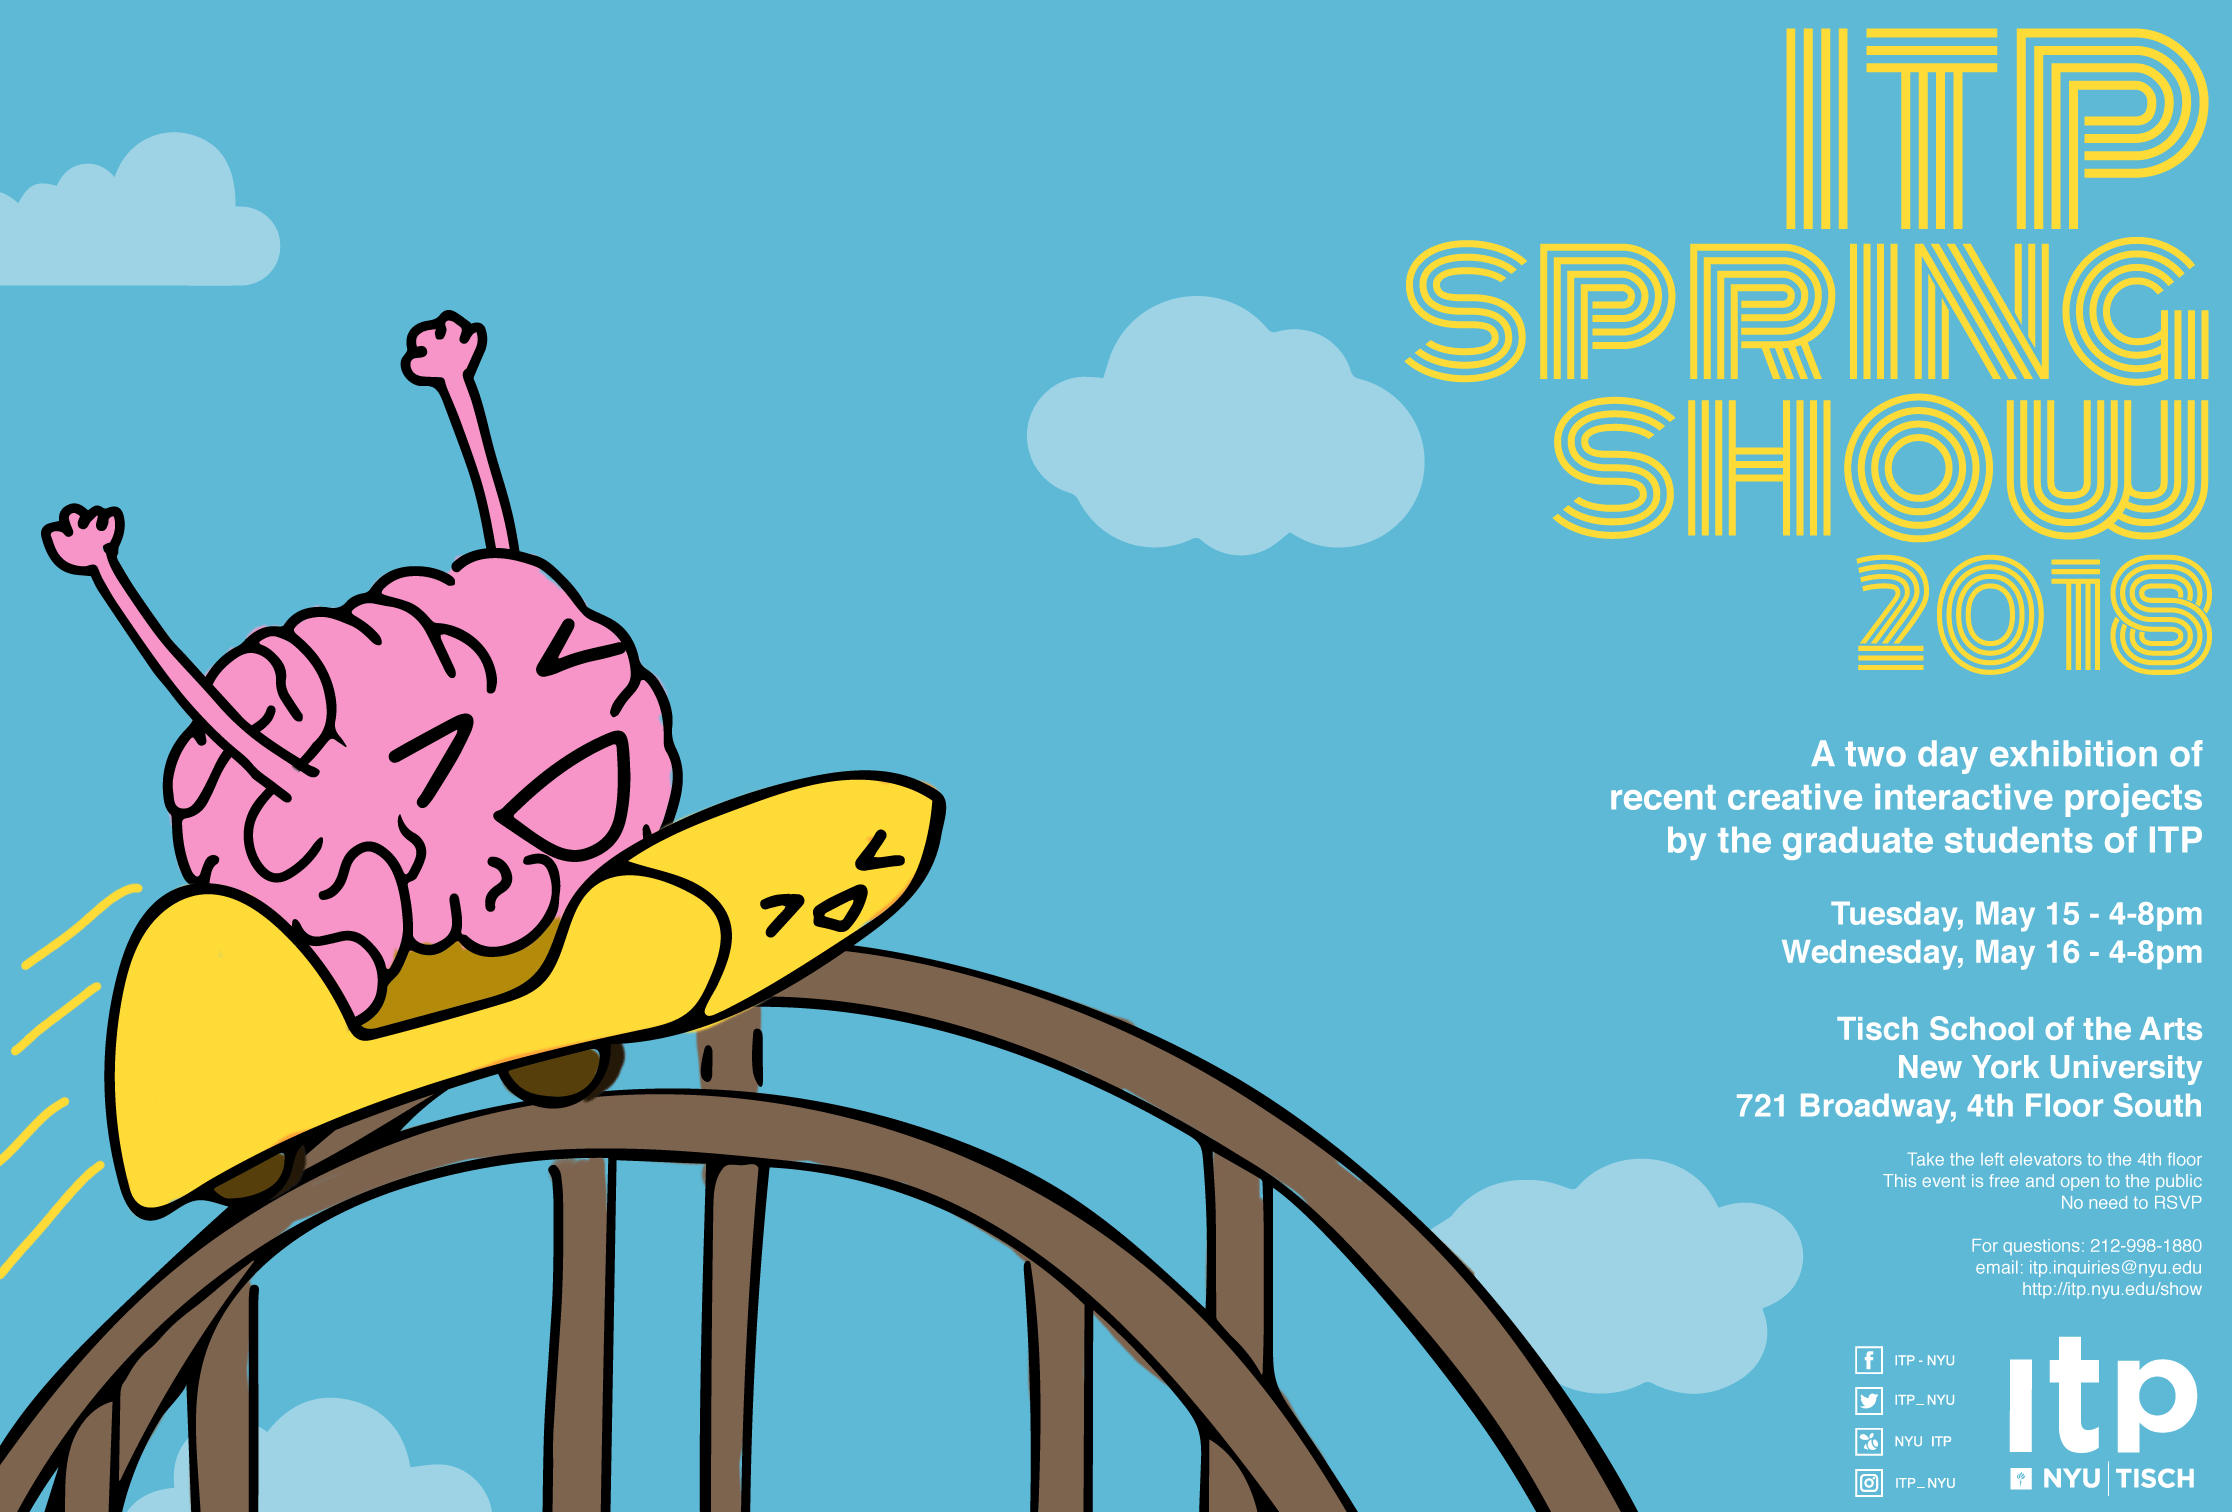 ITP
SPRING
SHOW
2018
A two day exhibition of
recent creative interactive projects
by the graduate students of ITP
Tuesday, May 15 - 4-8pm
Wednesday, May 16 - 4-8pm
Tisch School of the Arts
New York University
721 Broadway, 4th Floor South
Take the left elevators to the 4th floor
This event is free and open to the public
No need to RSVP
For questions: 212-998-1880
email: itp.inquiries@nyu.edu
http://itp.nyu.edu/show
ITP - NYU
ITP_NYU
NYU ITP
ITP_NYU
itp
NYU | TISCH